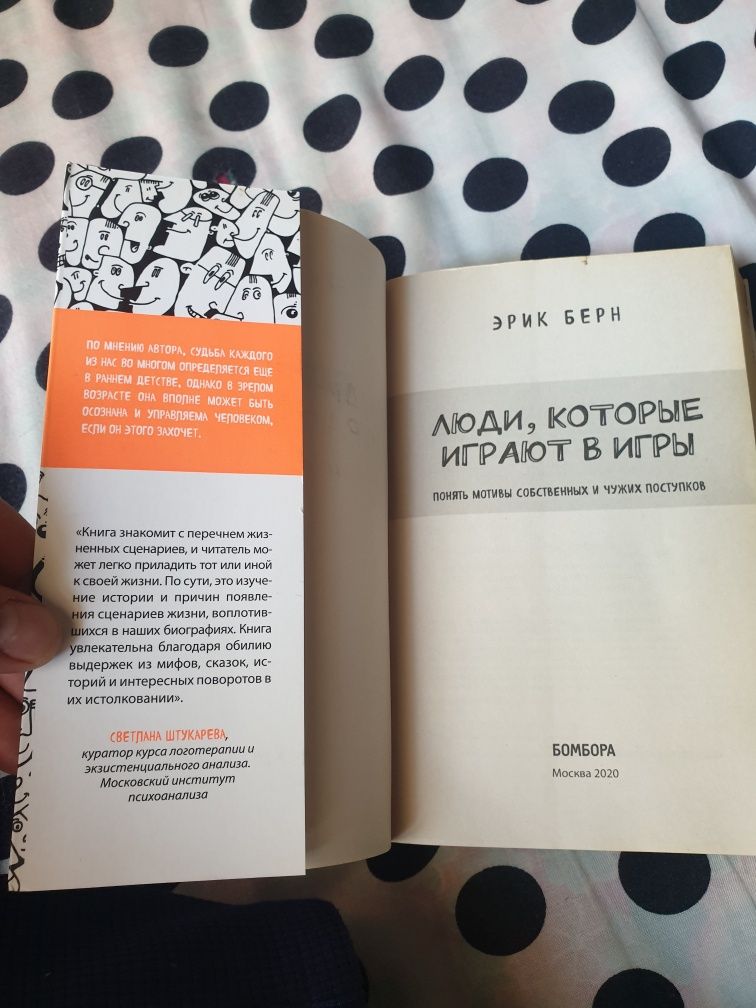 ПО МНЕНИЮ АВТОРА, СУДЬБА КАЖДОГО
ИЗ НАС ВО МНОГОМ ОПРЕДЕЛЯЕТСЯ ЕЩЕ
В РАННЕМ ДЕТСТВЕ, ОДНАКО В ЗРЕЛОМ
ВОЗРАСТЕ ОНА ВПОЛНЕ МОЖЕТ БЫТЬ
ОСОЗНАНА И УПРАВЛЯЕМА ЧЕЛОВЕКОМ,
ЕСЛИ ОН ЭТОГО ЗАХОЧЕТ.
«Книга знакомит с перечнем жиз-
ненных сценариев, и читатель мо-
жет легко приладить тот или иной
к своей жизни. По сути, это изуче-
ние истории и причин появле-
ния сценариев жизни, воплотив-
шихся в наших биографиях. Книга
увлекательна благодаря обилию
выдержек из мифов, сказок, ис-
торий и интересных поворотов в
их истолковании».
СВЕТЛАНА ШТУКАРЕВА,
куратор курса логотерапии и
экзистенциального анализа.
Московский институт
психоанализа
ЭРИК БЕРН
ЛЮДИ, КОТОРЫЕ
ИГРАЮТ В ИГРЫ
ПОНЯТЬ МОТИВЫ СОБСТВЕННЫХ И ЧУЖИХ ПОСТУПКОВ
БОМБОРА
Москва 2020